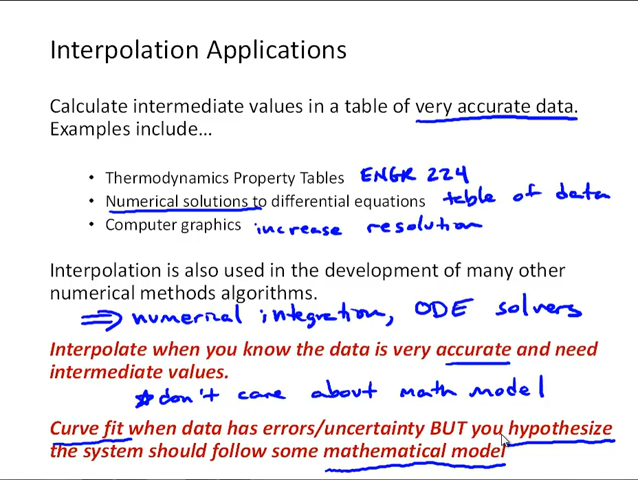 Interpolation Applications
Calculate intermediate values in a table of very accurate data.
Examples include...
• Thermodynamics Property Tables ENGR 224
• Numerical solutions to differential equations table of data
• Computer graphics increase resolution
Interpolation is also used in the development of many other
numerical methods algorithms.
⇒ numerical integration, ODE solvers
Interpolate when you know the data is very accurate and need
intermediate values.
* don't care about math model
Curve fit when data has errors/uncertainty BUT you hypothesize
the system should follow some mathematical model